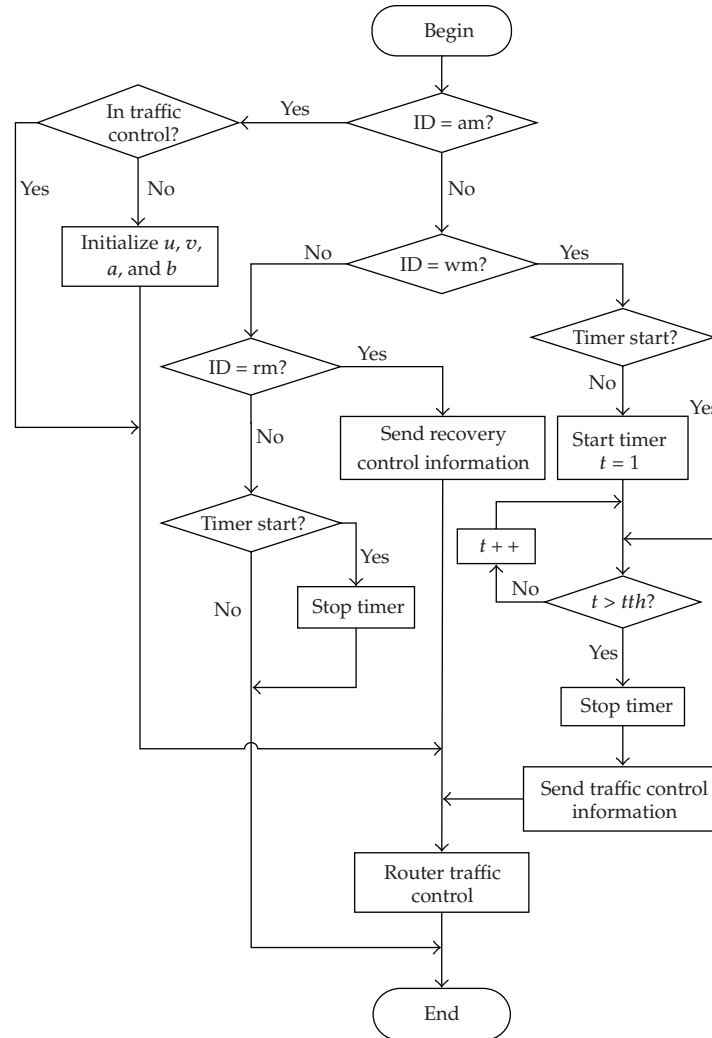 Begin
In traffic
control?
Yes
ID = am?
Yes
No
No
Initialize u, v,
a, and b
No
ID = wm?
Yes
Timer start?
ID = rm?
Yes
No
Yes
No
Send recovery
control information
Start timer
t = 1
Timer start?
t + +
Yes
No
t > tth?
No
Stop timer
Yes
Stop timer
Send traffic control
information
Router traffic
control
End